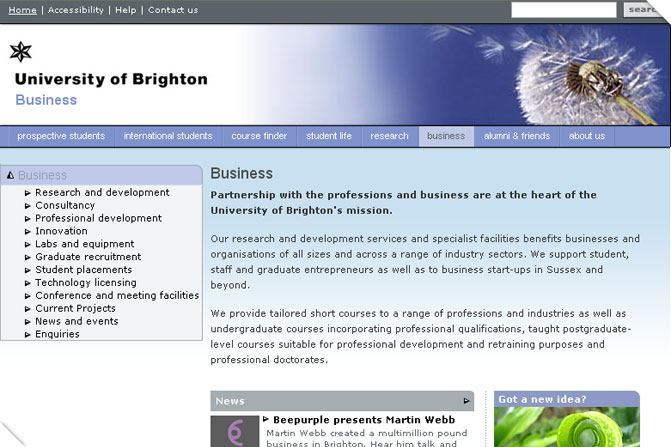 Home | Accessibility | Help | Contact us
searc
University of Brighton
Business
prospective students international students course finder student life research business alumni & friends about us
Business
Research and development
Consultancy
Professional development
Innovation
Labs and equipment
Graduate recruitment
Student placements
Technology licensing
Conference and meeting facilities
Current Projects
News and events
Enquiries
Business
Partnership with the professions and business are at the heart of the
University of Brighton's mission.
Our research and development services and specialist facilities benefits businesses and
organisations of all sizes and across a range of industry sectors. We support student,
staff and graduate entrepreneurs as well as to business start-ups in Sussex and
beyond.
We provide tailored short courses to a range of professions and industries as well as
undergraduate courses incorporating professional qualifications, taught postgraduate-
level courses suitable for professional development and retraining purposes and
professional doctorates.
News
Beepurple presents Martin Webb
Martin Webb created a multimillion pound
business in Brighton. Hear him talk and
Got a new idea?